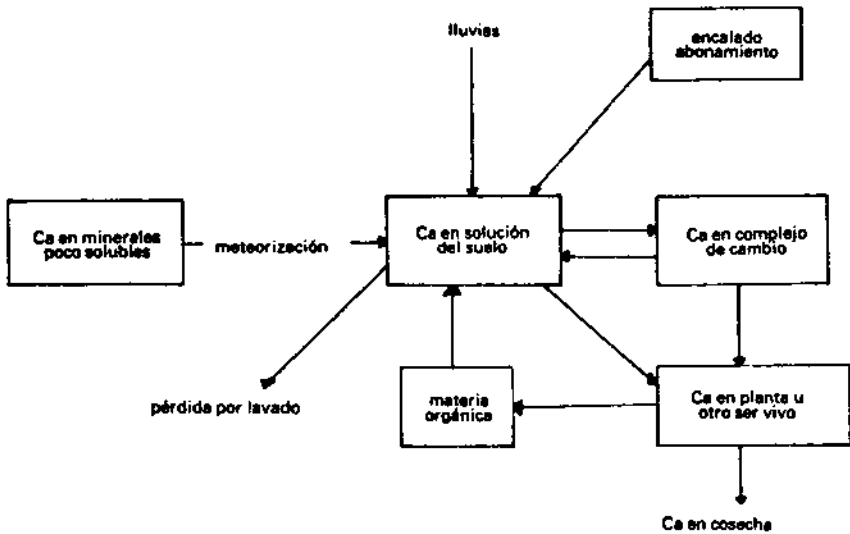 lluvias
encalado
abonamiento
Ca en minerales
poco solubles
meteorización
Ca en solución
del suelo
Ca en complejo
de cambio
pérdida por lavado
materia
orgánica
Ca en planta u
otro ser vivo
Ca en cosecha